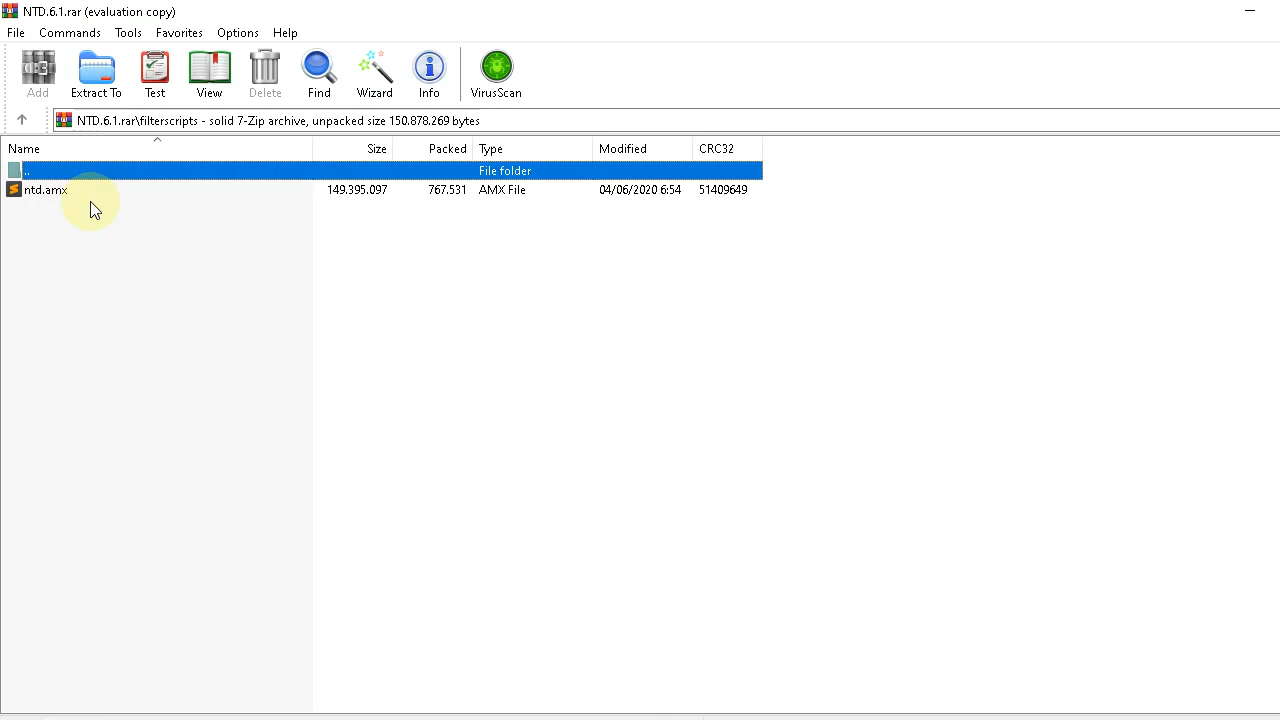 NTD.6.1.rar (evaluation copy)
File Commands Tools Favorites Options Help
Add Extract To Test View Delete Find Wizard Info VirusScan
NTD.6.1.rar\filterscripts - solid 7-Zip archive, unpacked size 150.878.269 bytes
Name Size Packed Type Modified CRC32
.. File folder
ntd.amx 149.395.097 767.531 AMX File 04/06/2020 6:54 51409649